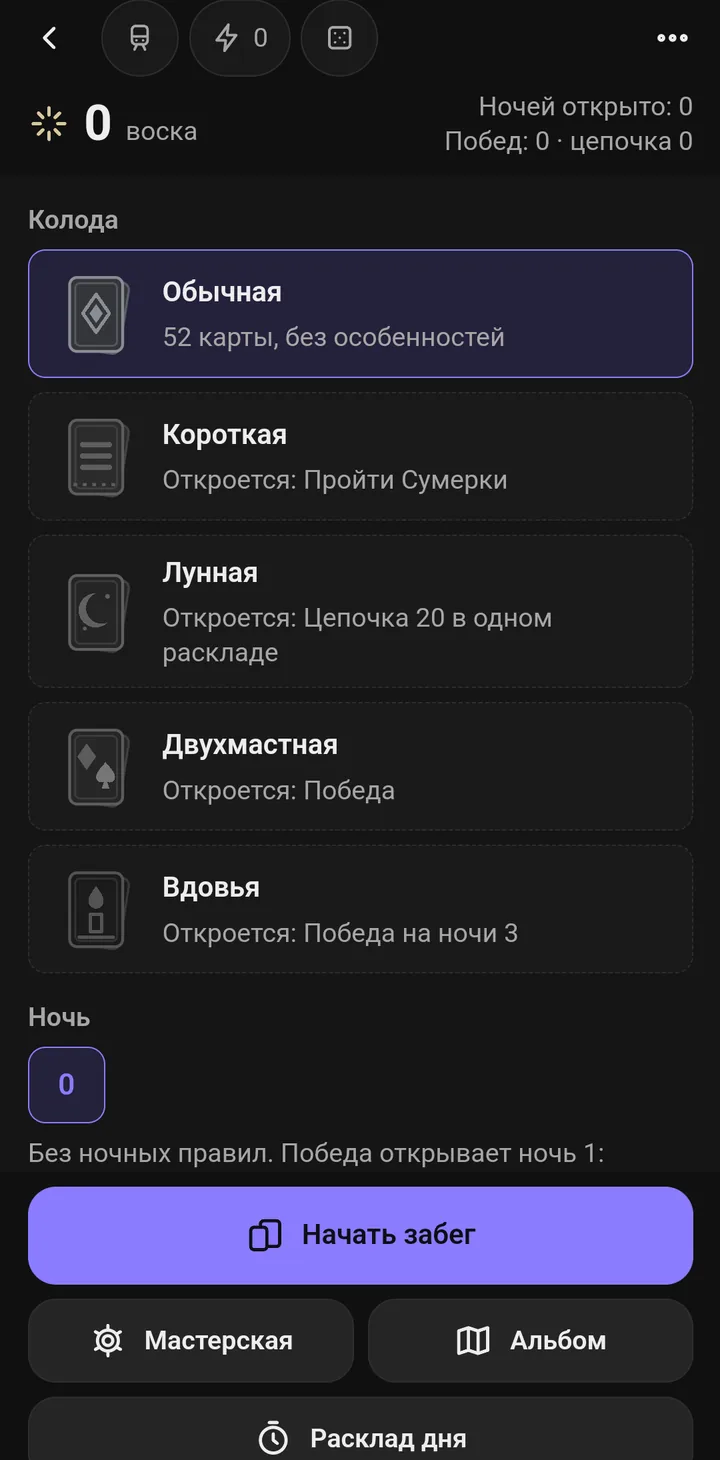 0
0 воска
Ночей открыто: 0
Побед: 0 · цепочка 0
Колода
Обычная
52 карты, без особенностей
Короткая
Откроется: Пройти Сумерки
Лунная
Откроется: Цепочка 20 в одном
раскладе
Двухмастная
Откроется: Победа
Вдовья
Откроется: Победа на ночи 3
Ночь
0
Без ночных правил. Победа открывает ночь 1:
Начать забег
Мастерская
Альбом
Расклад дня